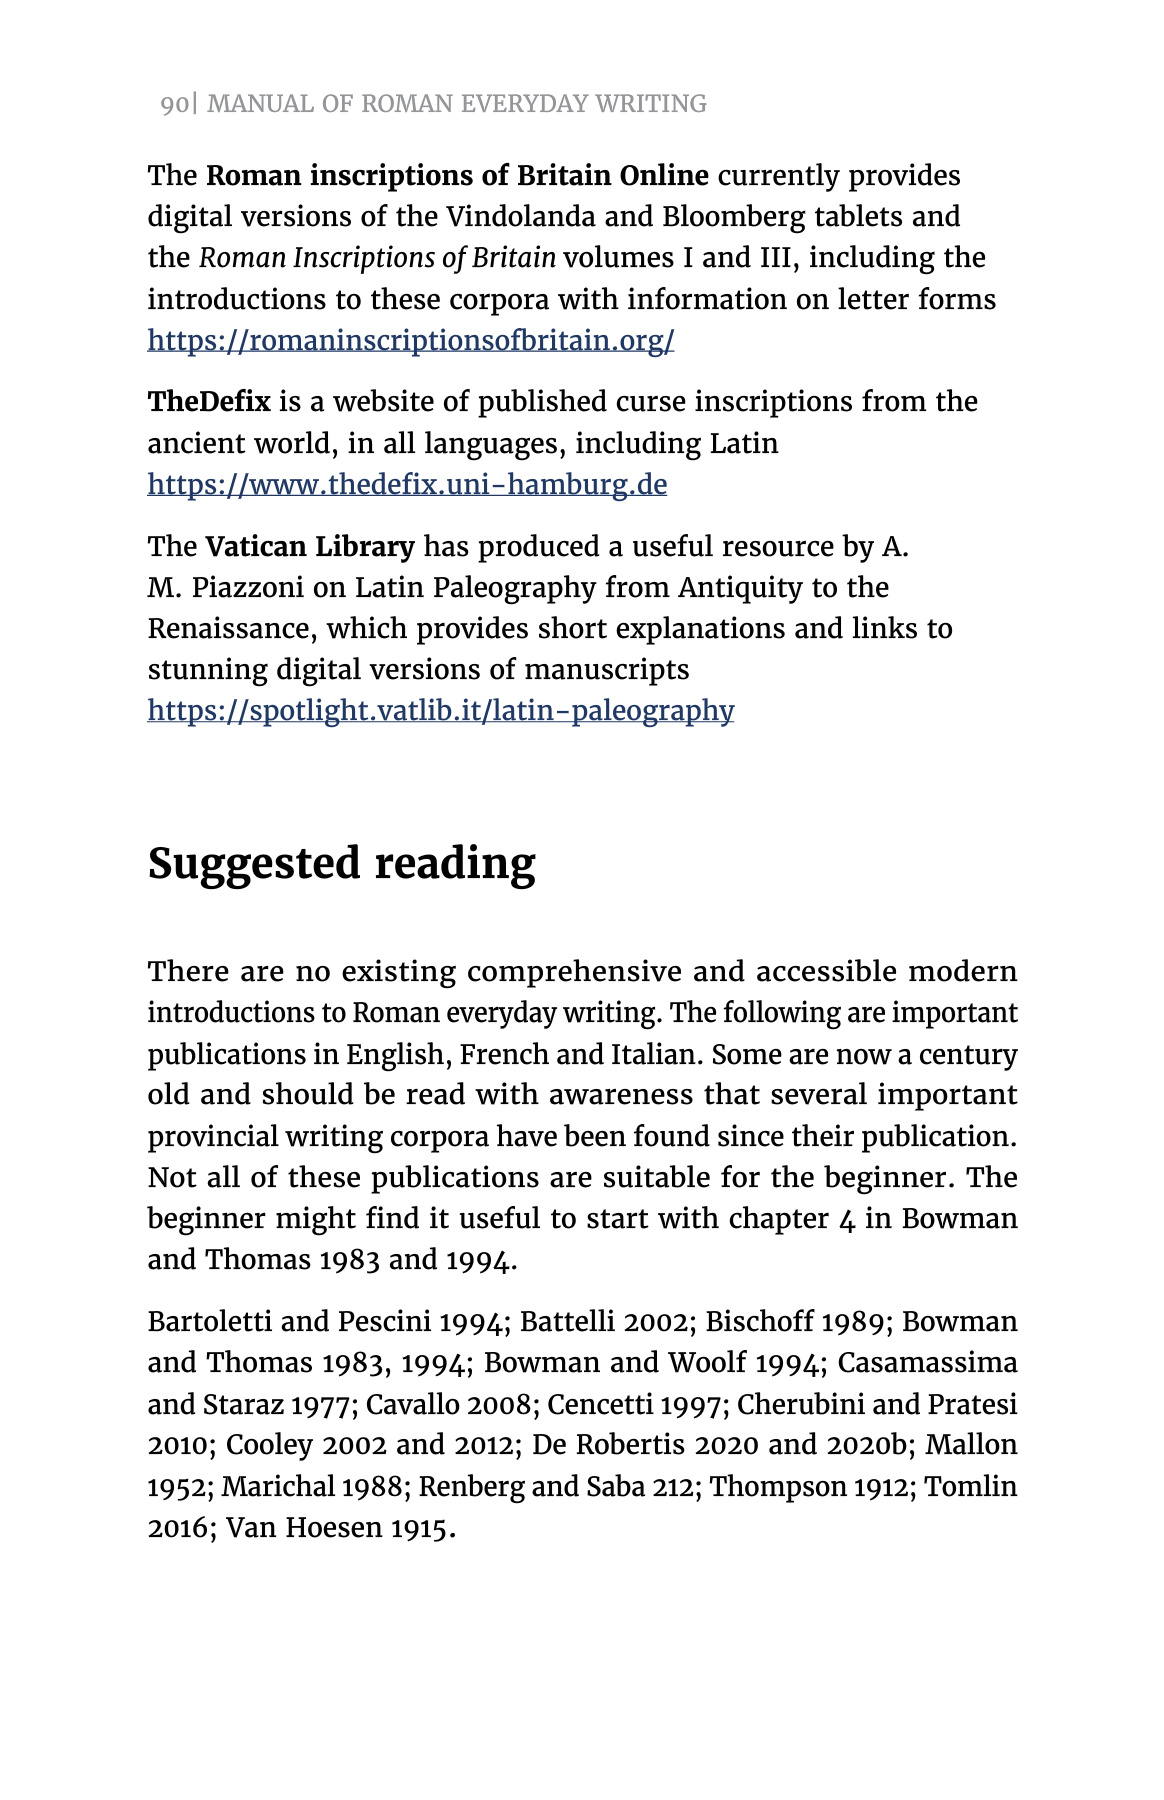 90| MANUAL OF ROMAN EVERYDAY WRITING
The Roman inscriptions of Britain Online currently provides
digital versions of the Vindolanda and Bloomberg tablets and
the Roman Inscriptions of Britain volumes I and III, including the
introductions to these corpora with information on letter forms
https://romaninscriptionsofbritain.org/
TheDefix is a website of published curse inscriptions from the
ancient world, in all languages, including Latin
https://www.thedefix.uni-hamburg.de
The Vatican Library has produced a useful resource by A.
M. Piazzoni on Latin Paleography from Antiquity to the
Renaissance, which provides short explanations and links to
stunning digital versions of manuscripts
https://spotlight.vatlib.it/latin-paleography
Suggested reading
There are no existing comprehensive and accessible modern
introductions to Roman everyday writing. The following are important
publications in English, French and Italian. Some are now a century
old and should be read with awareness that several important
provincial writing corpora have been found since their publication.
Not all of these publications are suitable for the beginner. The
beginner might find it useful to start with chapter 4 in Bowman
and Thomas 1983 and 1994.
Bartoletti and Pescini 1994; Battelli 2002; Bischoff 1989; Bowman
and Thomas 1983, 1994; Bowman and Woolf 1994; Casamassima
and Staraz 1977; Cavallo 2008; Cencetti 1997; Cherubini and Pratesi
2010; Cooley 2002 and 2012; De Robertis 2020 and 2020b; Mallon
1952; Marichal 1988; Renberg and Saba 212; Thompson 1912; Tomlin
2016; Van Hoesen 1915.